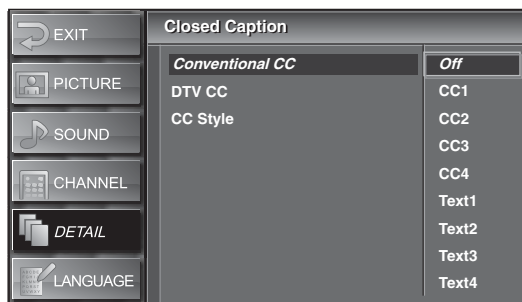 EXIT
PICTURE
SOUND
CHANNEL
DETAIL
LANGUAGE
Closed Caption
Conventional CC
DTV CC
CC Style
Off
CC1
CC2
CC3
CC4
Text1
Text2
Text3
Text4